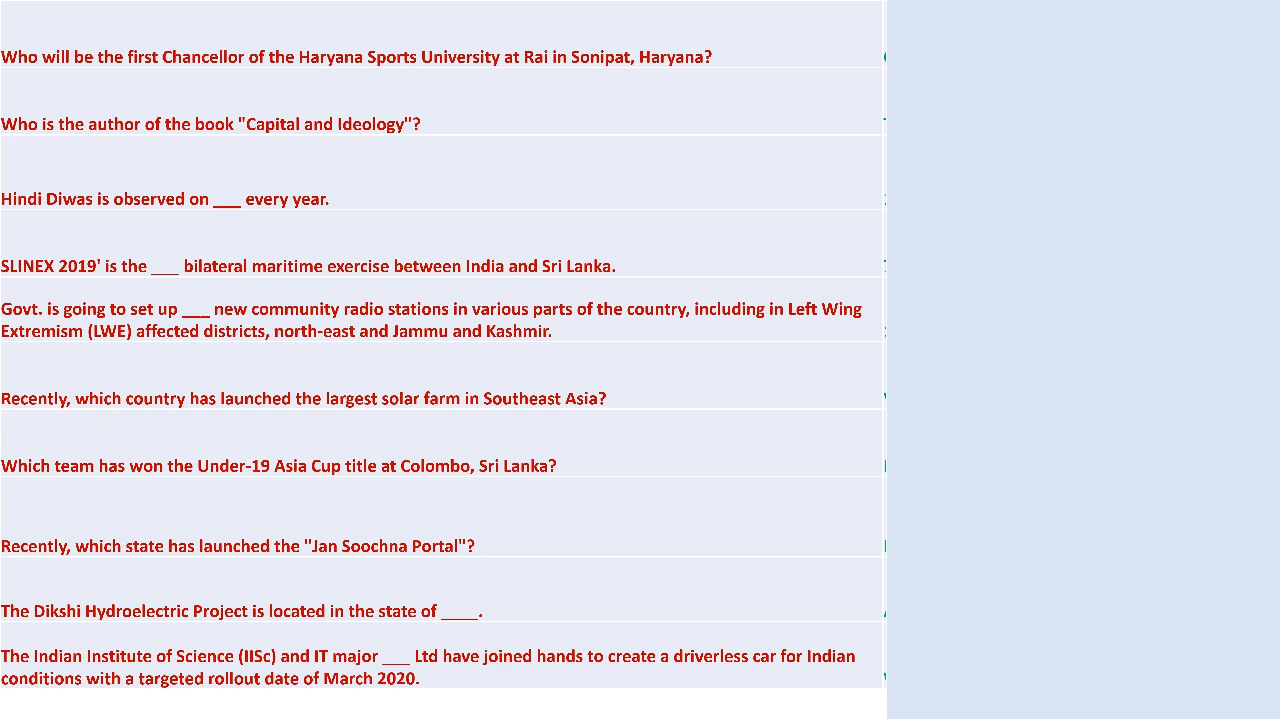 Who will be the first Chancellor of the Haryana Sports University at Rai in Sonipat, Haryana?
Who is the author of the book "Capital and Ideology"?
Hindi Diwas is observed on ___ every year.
SLINEX 2019' is the ___ bilateral maritime exercise between India and Sri Lanka.
Govt. is going to set up ___ new community radio stations in various parts of the country, including in Left Wing
Extremism (LWE) affected districts, north-east and Jammu and Kashmir.
Recently, which country has launched the largest solar farm in Southeast Asia?
Which team has won the Under-19 Asia Cup title at Colombo, Sri Lanka?
Recently, which state has launched the "Jan Soochna Portal"?
The Dikshi Hydroelectric Project is located in the state of ____.
The Indian Institute of Science (IISc) and IT major ___ Ltd have joined hands to create a driverless car for Indian
conditions with a targeted rollout date of March 2020.